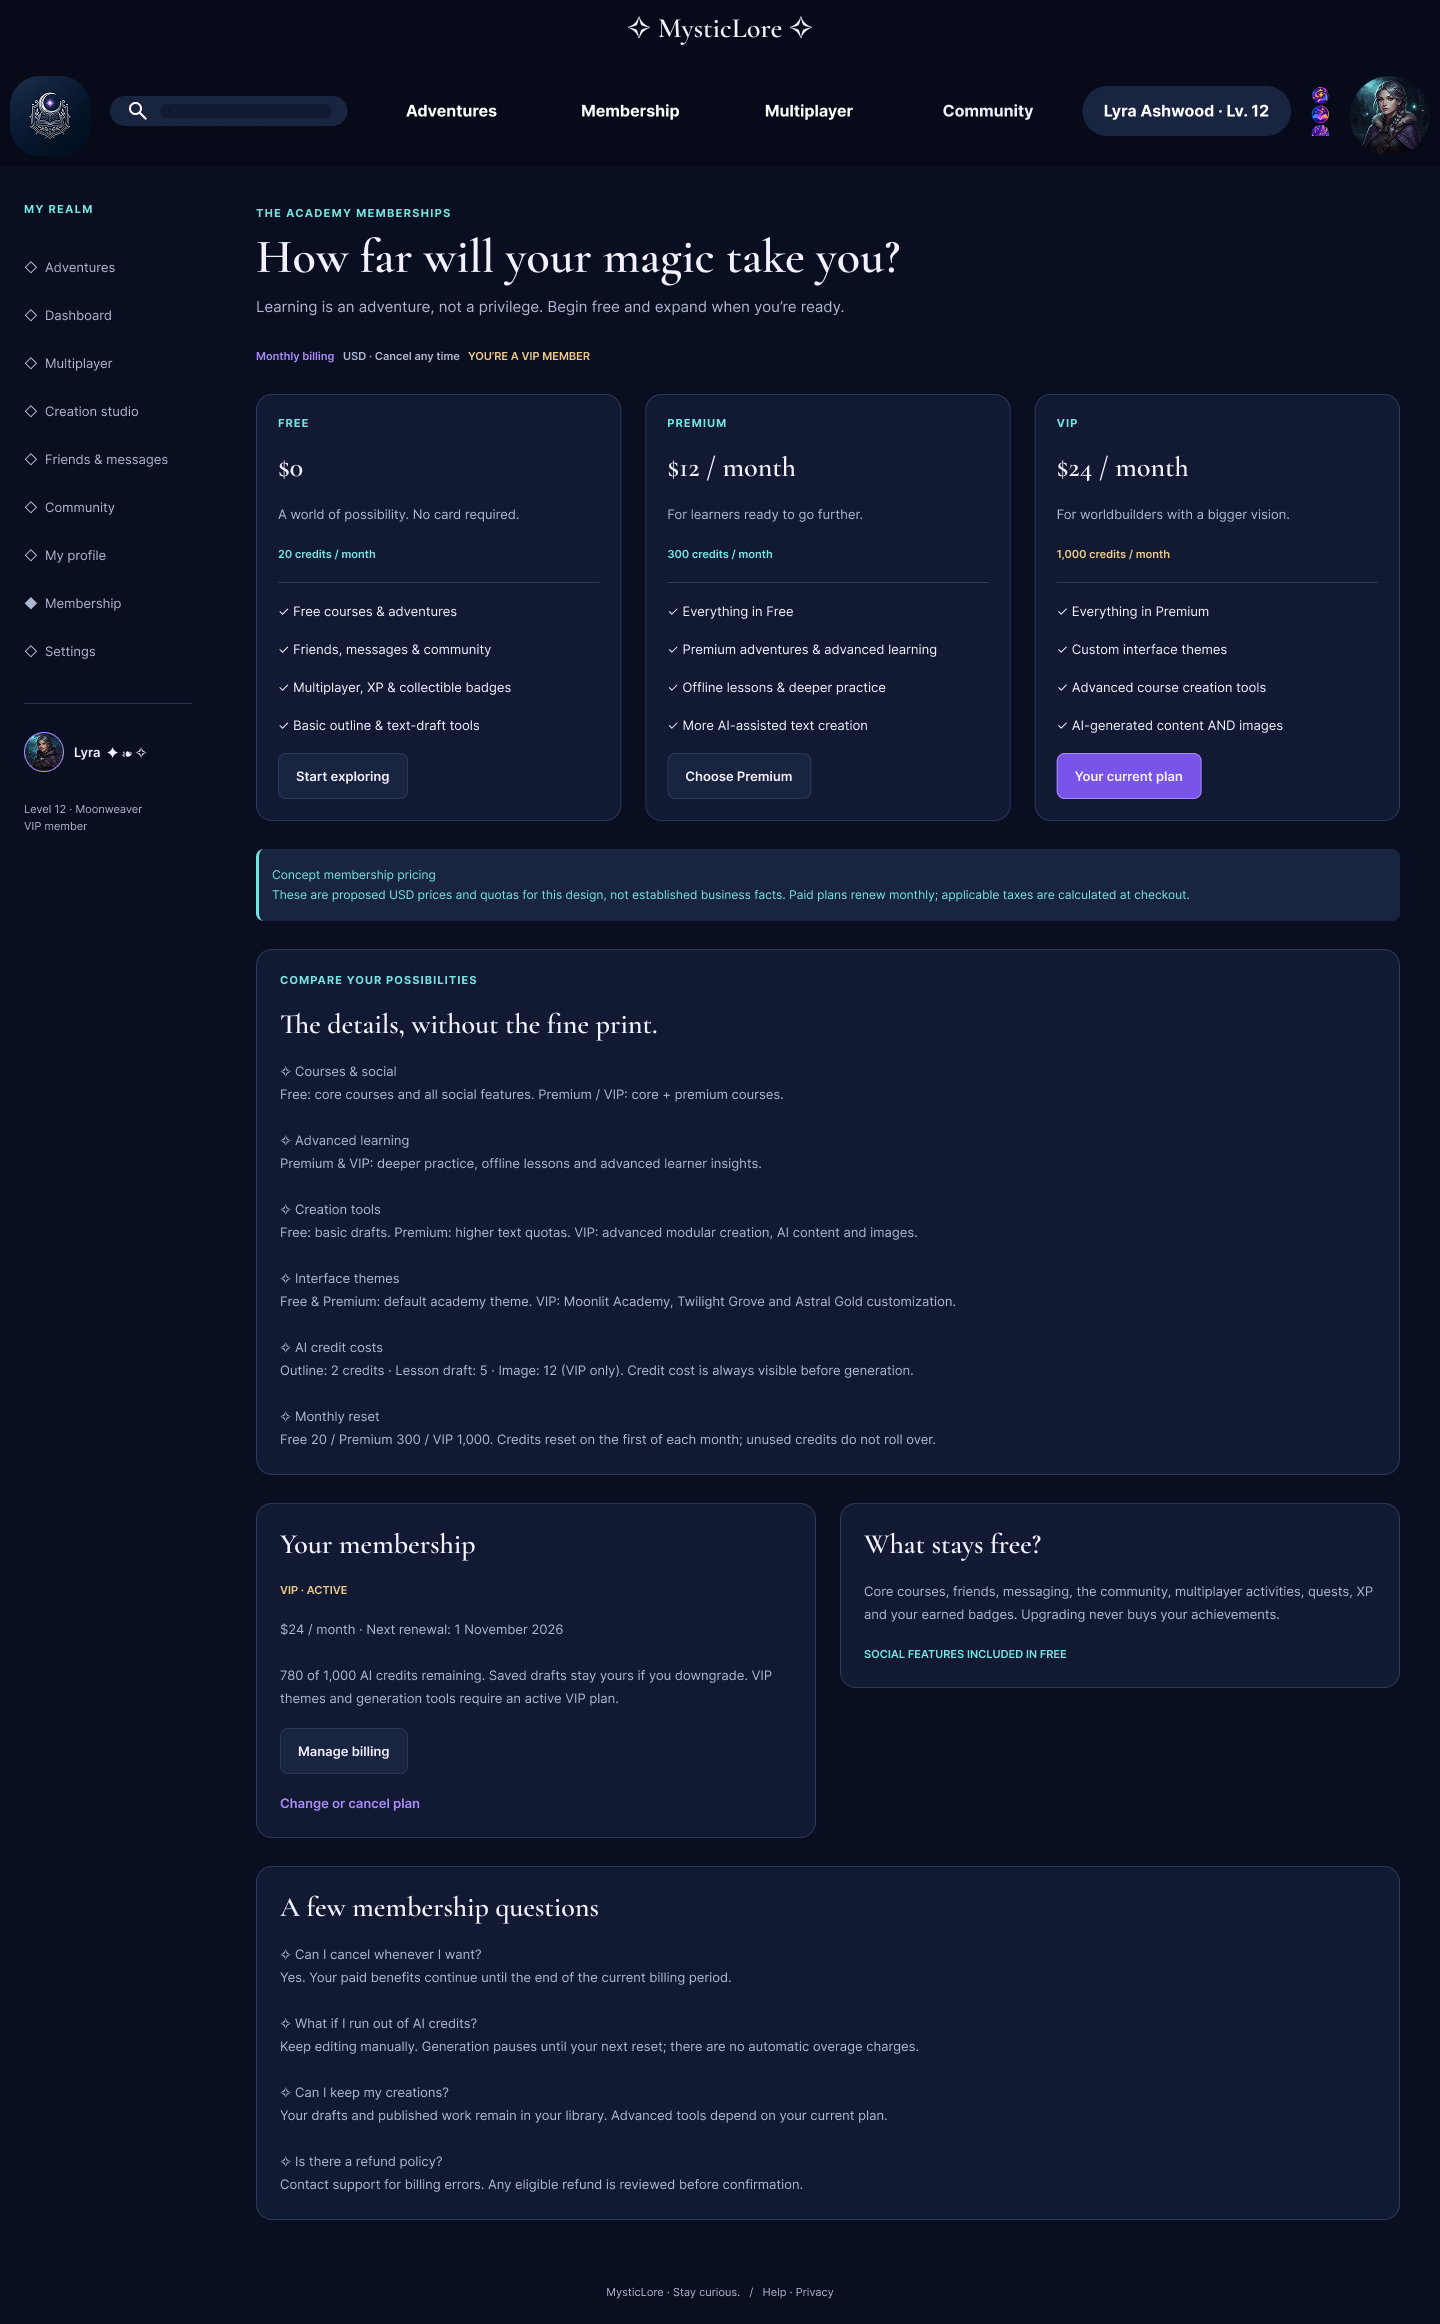 ✧ MysticLore ✧
Adventures
Membership
Multiplayer
Community
Lyra Ashwood · Lv. 12
MY REALM
◇ Adventures
◇ Dashboard
◇ Multiplayer
◇ Creation studio
◇ Friends & messages
◇ Community
◇ My profile
◆ Membership
◇ Settings
Lyra ✦ ❧ ✧
Level 12 · Moonweaver
VIP member
THE ACADEMY MEMBERSHIPS
How far will your magic take you?
Learning is an adventure, not a privilege. Begin free and expand when you’re ready.
Monthly billing USD · Cancel any time YOU’RE A VIP MEMBER
FREE
$0
A world of possibility. No card required.
20 credits / month
✓ Free courses & adventures
✓ Friends, messages & community
✓ Multiplayer, XP & collectible badges
✓ Basic outline & text-draft tools
Start exploring
PREMIUM
$12 / month
For learners ready to go further.
300 credits / month
✓ Everything in Free
✓ Premium adventures & advanced learning
✓ Offline lessons & deeper practice
✓ More AI-assisted text creation
Choose Premium
VIP
$24 / month
For worldbuilders with a bigger vision.
1,000 credits / month
✓ Everything in Premium
✓ Custom interface themes
✓ Advanced course creation tools
✓ AI-generated content AND images
Your current plan
Concept membership pricing
These are proposed USD prices and quotas for this design, not established business facts. Paid plans renew monthly; applicable taxes are calculated at checkout.
COMPARE YOUR POSSIBILITIES
The details, without the fine print.
✧ Courses & social
Free: core courses and all social features. Premium / VIP: core + premium courses.
✧ Advanced learning
Premium & VIP: deeper practice, offline lessons and advanced learner insights.
✧ Creation tools
Free: basic drafts. Premium: higher text quotas. VIP: advanced modular creation, AI content and images.
✧ Interface themes
Free & Premium: default academy theme. VIP: Moonlit Academy, Twilight Grove and Astral Gold customization.
✧ AI credit costs
Outline: 2 credits · Lesson draft: 5 · Image: 12 (VIP only). Credit cost is always visible before generation.
✧ Monthly reset
Free 20 / Premium 300 / VIP 1,000. Credits reset on the first of each month; unused credits do not roll over.
Your membership
VIP · ACTIVE
$24 / month · Next renewal: 1 November 2026
780 of 1,000 AI credits remaining. Saved drafts stay yours if you downgrade. VIP
themes and generation tools require an active VIP plan.
Manage billing
Change or cancel plan
What stays free?
Core courses, friends, messaging, the community, multiplayer activities, quests, XP
and your earned badges. Upgrading never buys your achievements.
SOCIAL FEATURES INCLUDED IN FREE
A few membership questions
✧ Can I cancel whenever I want?
Yes. Your paid benefits continue until the end of the current billing period.
✧ What if I run out of AI credits?
Keep editing manually. Generation pauses until your next reset; there are no automatic overage charges.
✧ Can I keep my creations?
Your drafts and published work remain in your library. Advanced tools depend on your current plan.
✧ Is there a refund policy?
Contact support for billing errors. Any eligible refund is reviewed before confirmation.
MysticLore · Stay curious. / Help · Privacy